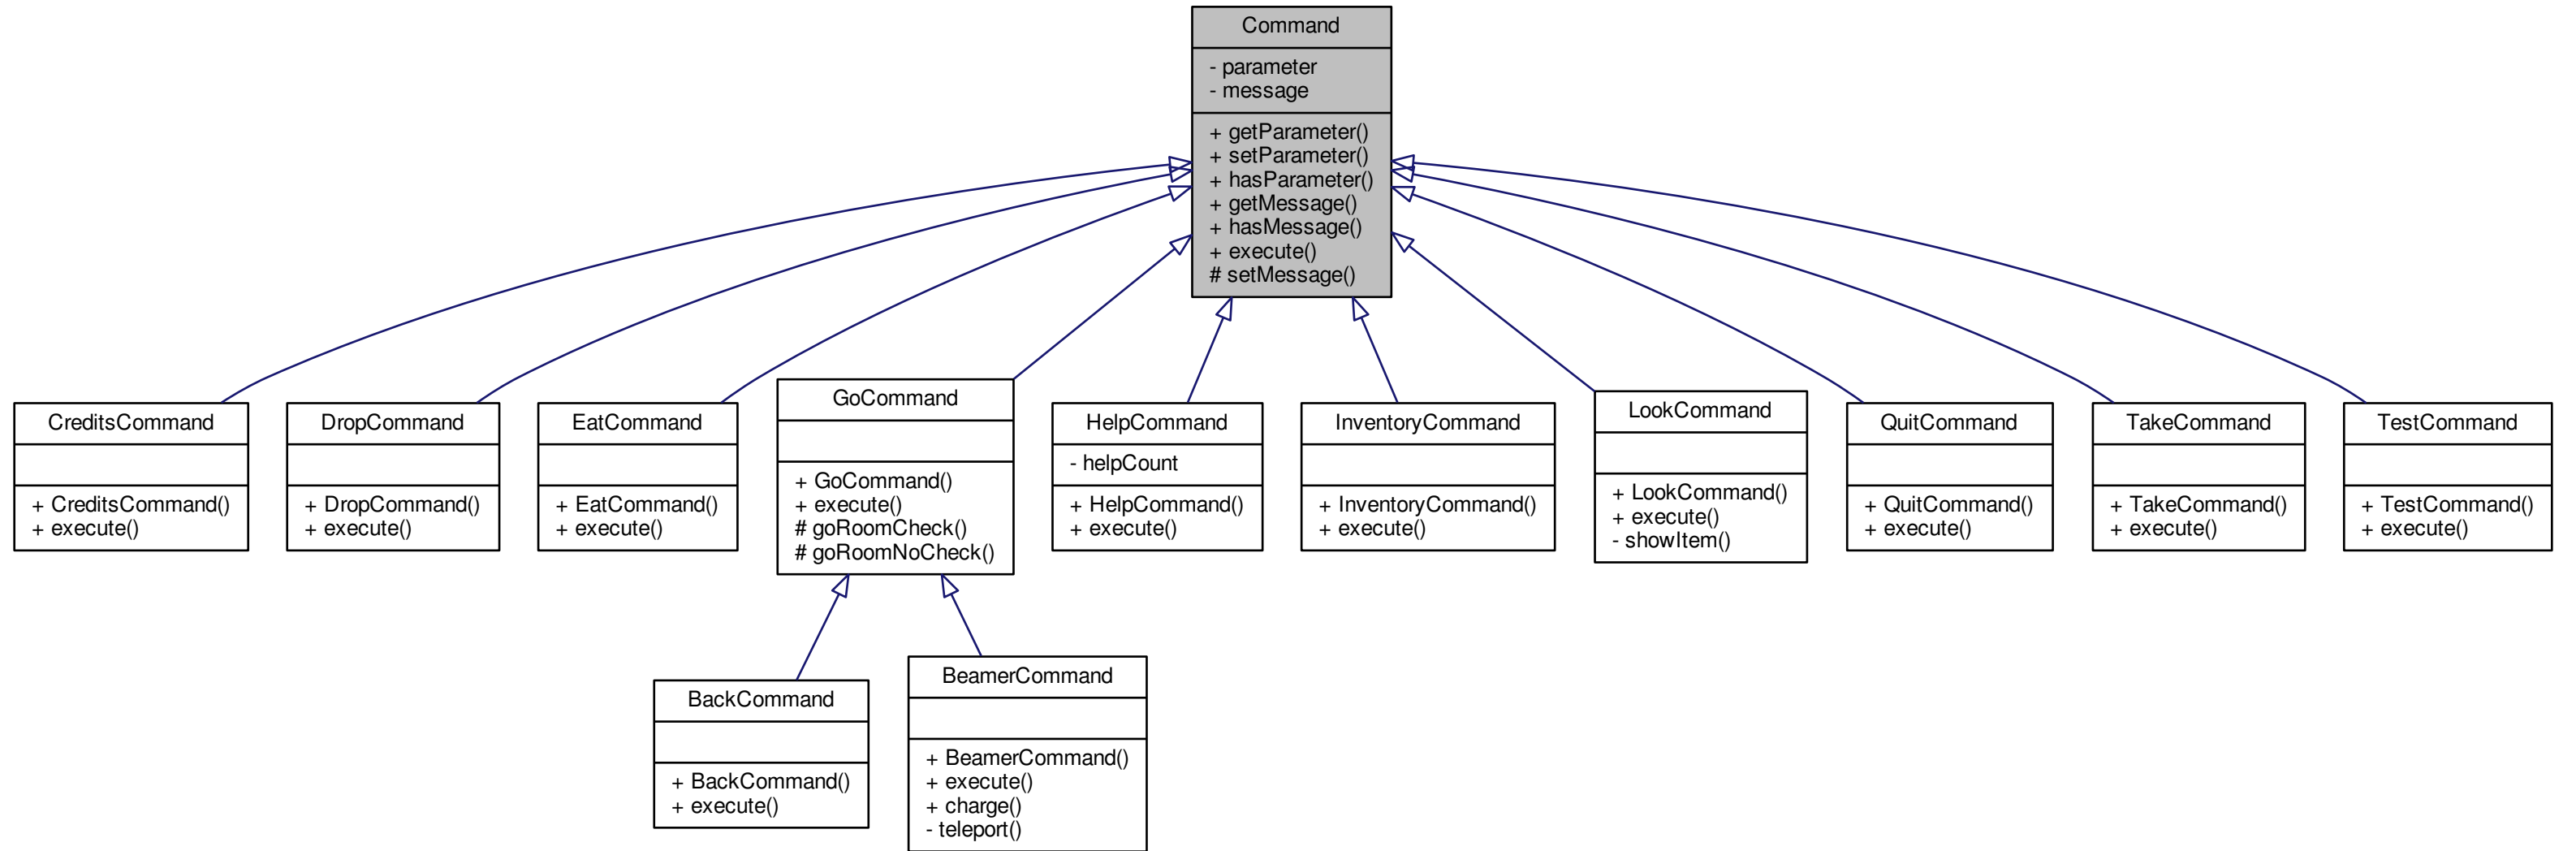 Command
- parameter
- message
+ getParameter()
+ setParameter()
+ hasParameter()
+ getMessage()
+ hasMessage()
+ execute()
# setMessage()
CreditsCommand
+ CreditsCommand()
+ execute()
DropCommand
+ DropCommand()
+ execute()
EatCommand
+ EatCommand()
+ execute()
GoCommand
+ GoCommand()
+ execute()
# goRoomCheck()
# goRoomNoCheck()
HelpCommand
- helpCount
+ HelpCommand()
+ execute()
InventoryCommand
+ InventoryCommand()
+ execute()
LookCommand
+ LookCommand()
+ execute()
- showItem()
QuitCommand
+ QuitCommand()
+ execute()
TakeCommand
+ TakeCommand()
+ execute()
TestCommand
+ TestCommand()
+ execute()
BackCommand
+ BackCommand()
+ execute()
BeamerCommand
+ BeamerCommand()
+ execute()
+ charge()
- teleport()